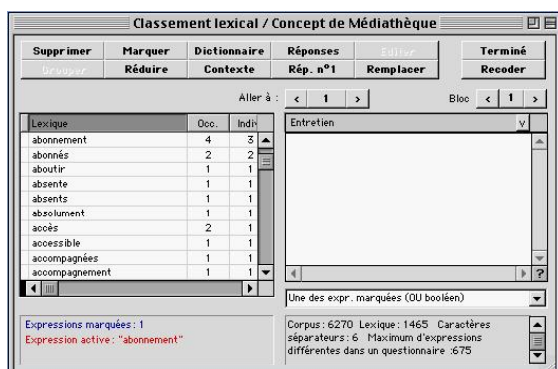 Classement lexical / Concept de Médiathèque
Supprimer Marquer Dictionnaire Réponses Editer Terminé
Grouper Réduire Contexte Rép. n°1 Remplacer Recoder
Aller à : < 1 > Bloc < 1 >
Lexique Occ. Indiv Entretien V
abonnement 4 3
abonnés 2 2
aboutir 1 1
absente 1 1
absents 1 1
absolument 1 1
accès 2 1
accessible 1 1
accompagnées 1 1
accompagnement 1 1 ?
Une des expr. marquées (OU booléen)
Expressions marquées : 1
Expression active : "abonnement"
Corpus : 6270 Lexique : 1465 Caractères
séparateurs : 6 Maximum d'expressions
différentes dans un questionnaire :675